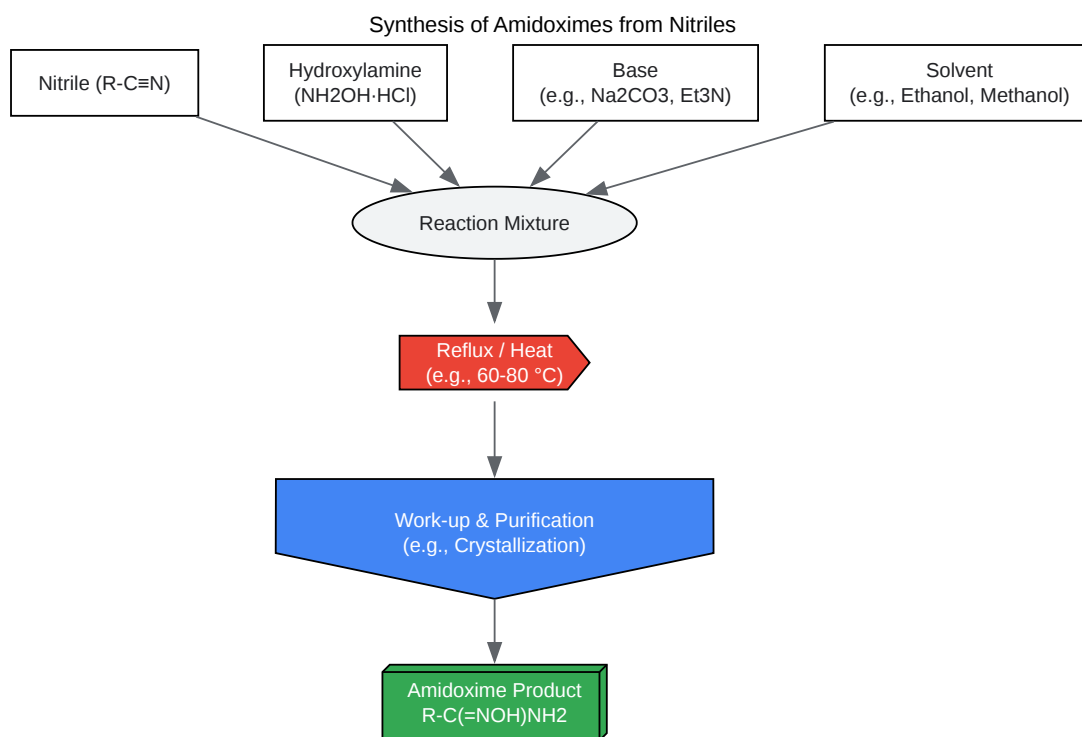 Synthesis of Amidoximes from Nitriles
Nitrile (R-C≡N)
Hydroxylamine
(NH2OH·HCl)
Base
(e.g., Na2CO3, Et3N)
Solvent
(e.g., Ethanol, Methanol)
Reaction Mixture
Reflux / Heat
(e.g., 60-80 °C)
Work-up & Purification
(e.g., Crystallization)
Amidoxime Product
R-C(=NOH)NH2